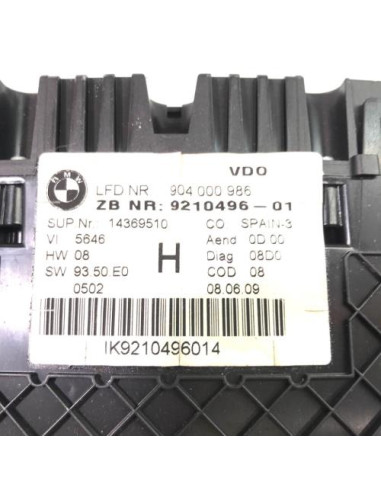 VDO
BMW
LFD NR 904 000 986
ZB NR: 9210496-01
SUP Nr. 14369510 CO SPAIN-3
VI 5646 Aend 0D.00
HW 08 H Diag 08D0
SW 93.50.E0 COD 08
0502 08.06.09
IK9210496014